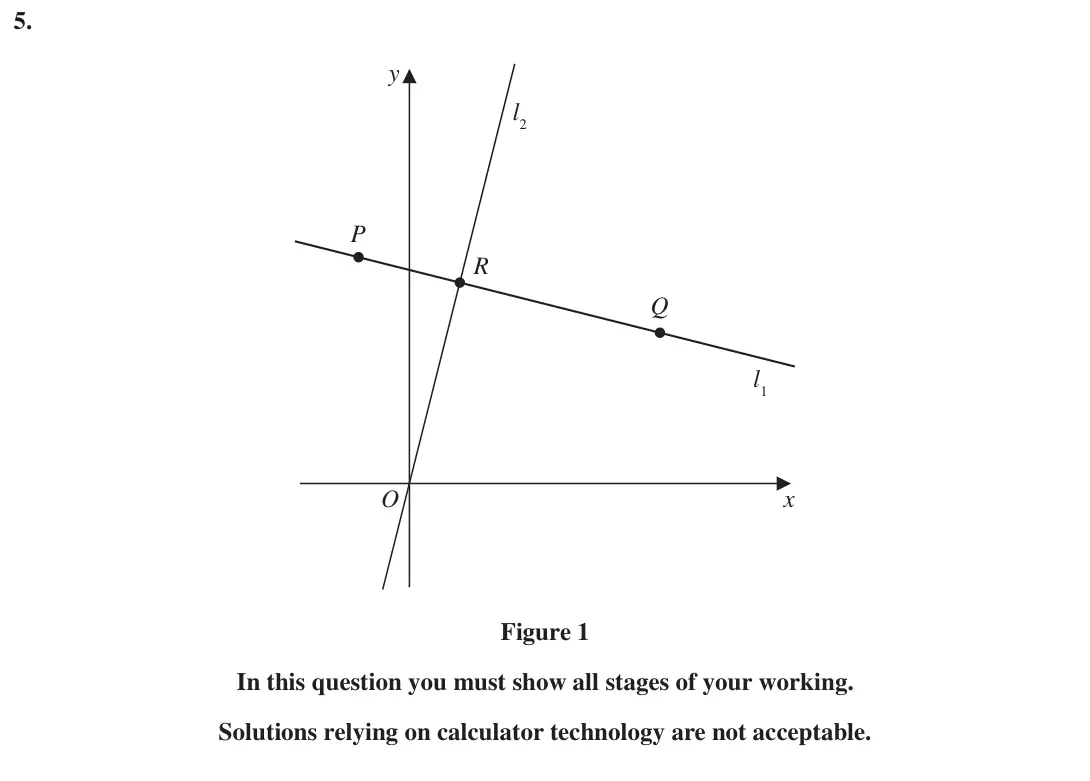 5.
y
l2
P
R
Q
l1
O
x
Figure 1
In this question you must show all stages of your working.
Solutions relying on calculator technology are not acceptable.